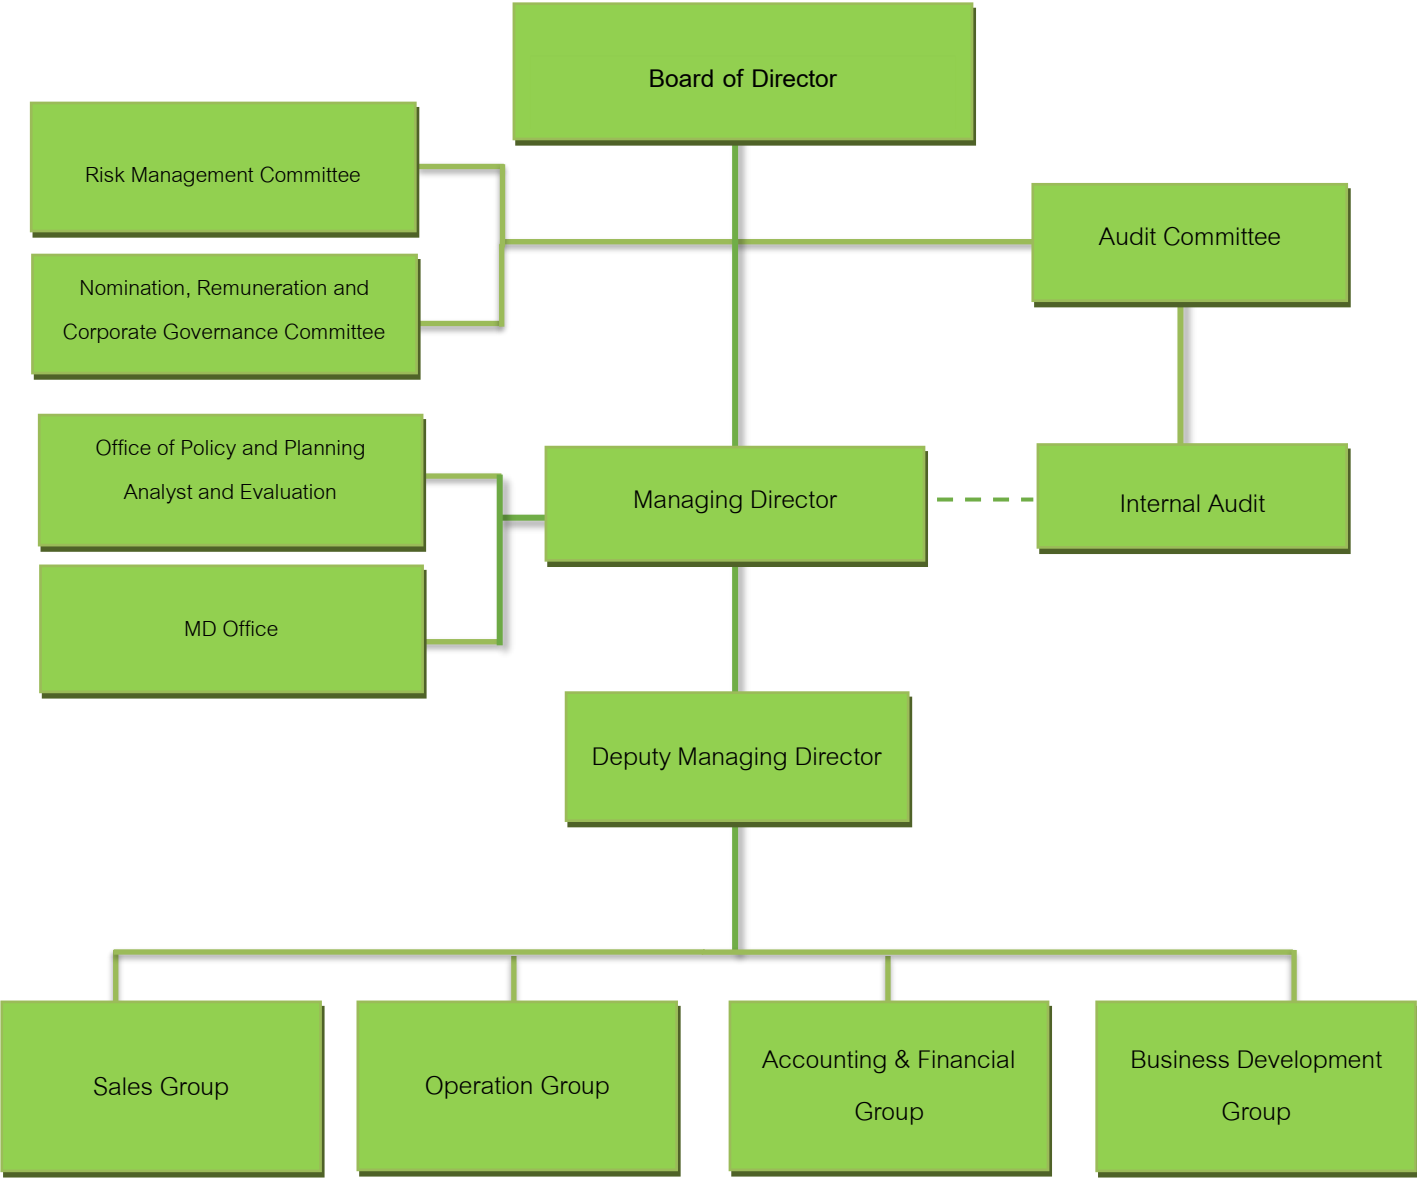 Board of Director
Risk Management Committee
Audit Committee
Nomination, Remuneration and
Corporate Governance Committee
Office of Policy and Planning
Analyst and Evaluation
Managing Director
Internal Audit
MD Office
Deputy Managing Director
Sales Group
Operation Group
Accounting & Financial
Group
Business Development
Group